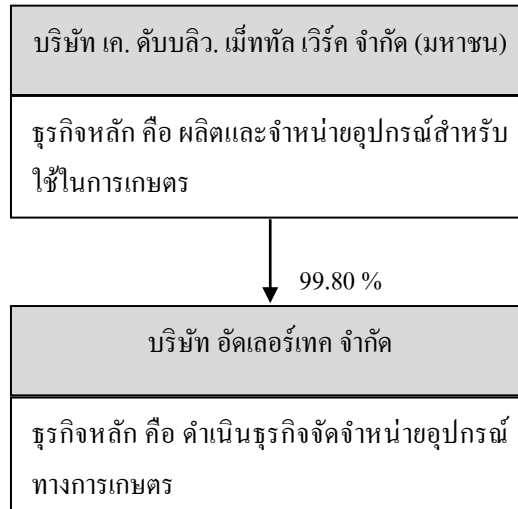 บริษัท เค. ดับบลิว. เม็ททัล เวิร์ค จำกัด (มหาชน)
ธุรกิจหลัก คือ ผลิตและจำหน่ายอุปกรณ์สำหรับ
ใช้ในการเกษตร
99.80 %
บริษัท อัดเลอร์เทค จำกัด
ธุรกิจหลัก คือ ดำเนินธุรกิจจัดจำหน่ายอุปกรณ์
ทางการเกษตร